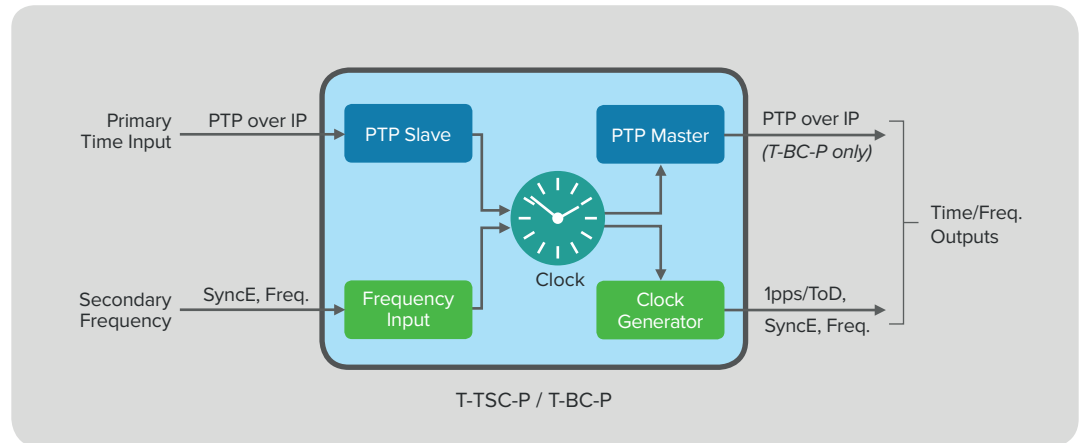 Primary
Time Input
PTP over IP
PTP Slave
PTP Master
PTP over IP
(T-BC-P only)
Time/Freq.
Outputs
Clock
Secondary
Frequency
SyncE, Freq.
Frequency
Input
Clock
Generator
1pps/ToD,
SyncE, Freq.
T-TSC-P / T-BC-P